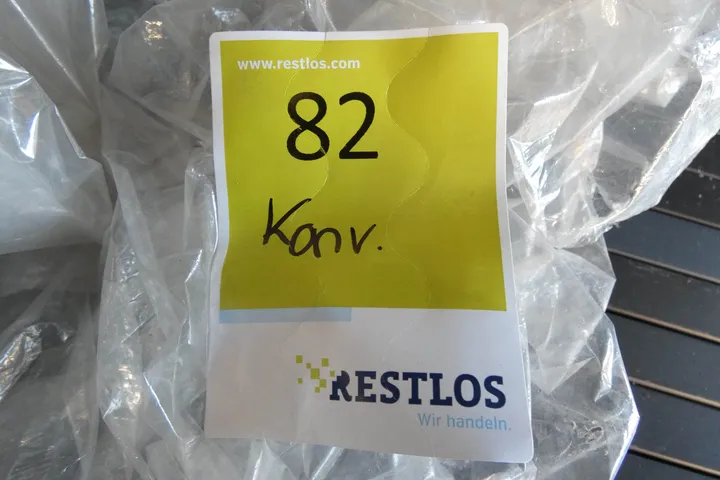 www.restlos.com
82
Konv.
RESTLOS
Wir handeln.